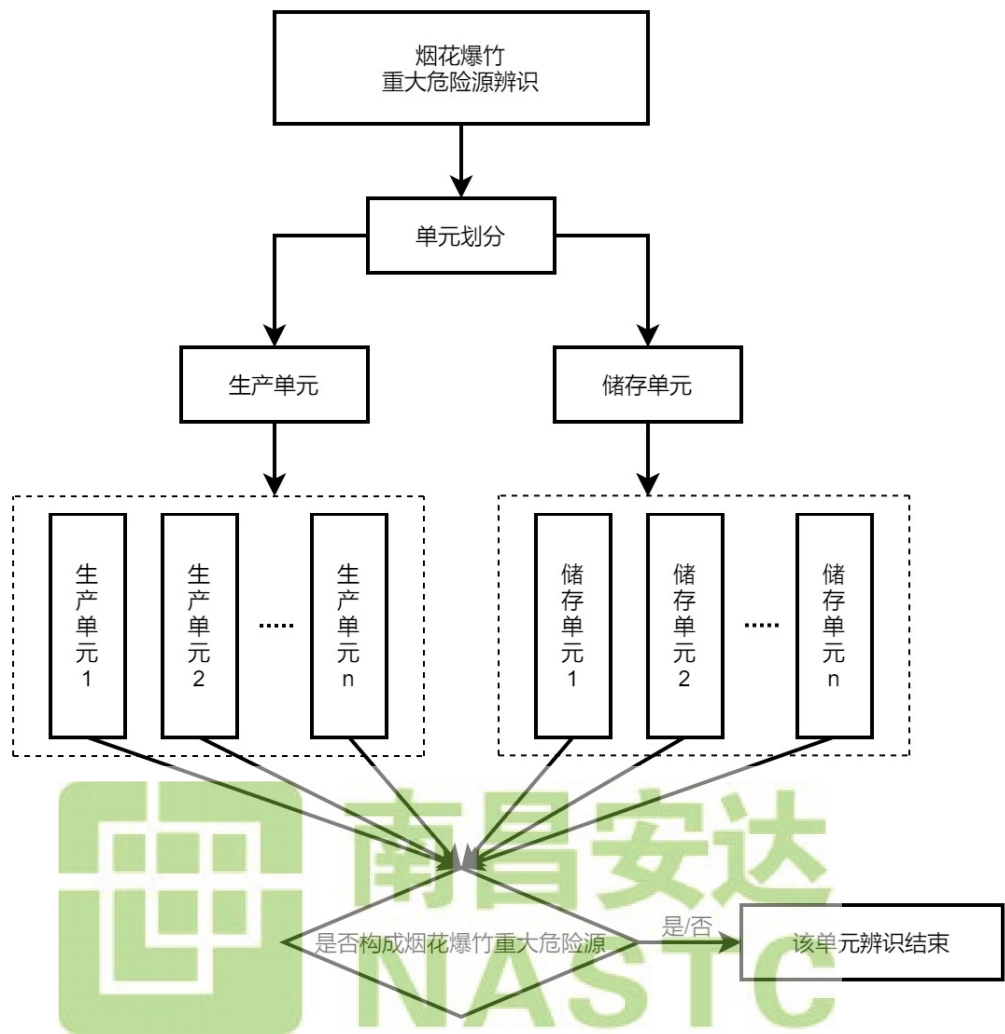 烟花爆竹
重大危险源辨识
单元划分
生产单元
储存单元
生产单元1
生产单元2
······
生产单元n
储存单元1
储存单元2
······
储存单元n
南昌安达
是否构成烟花爆竹重大危险源
是/否
该单元辨识结束
NASTC